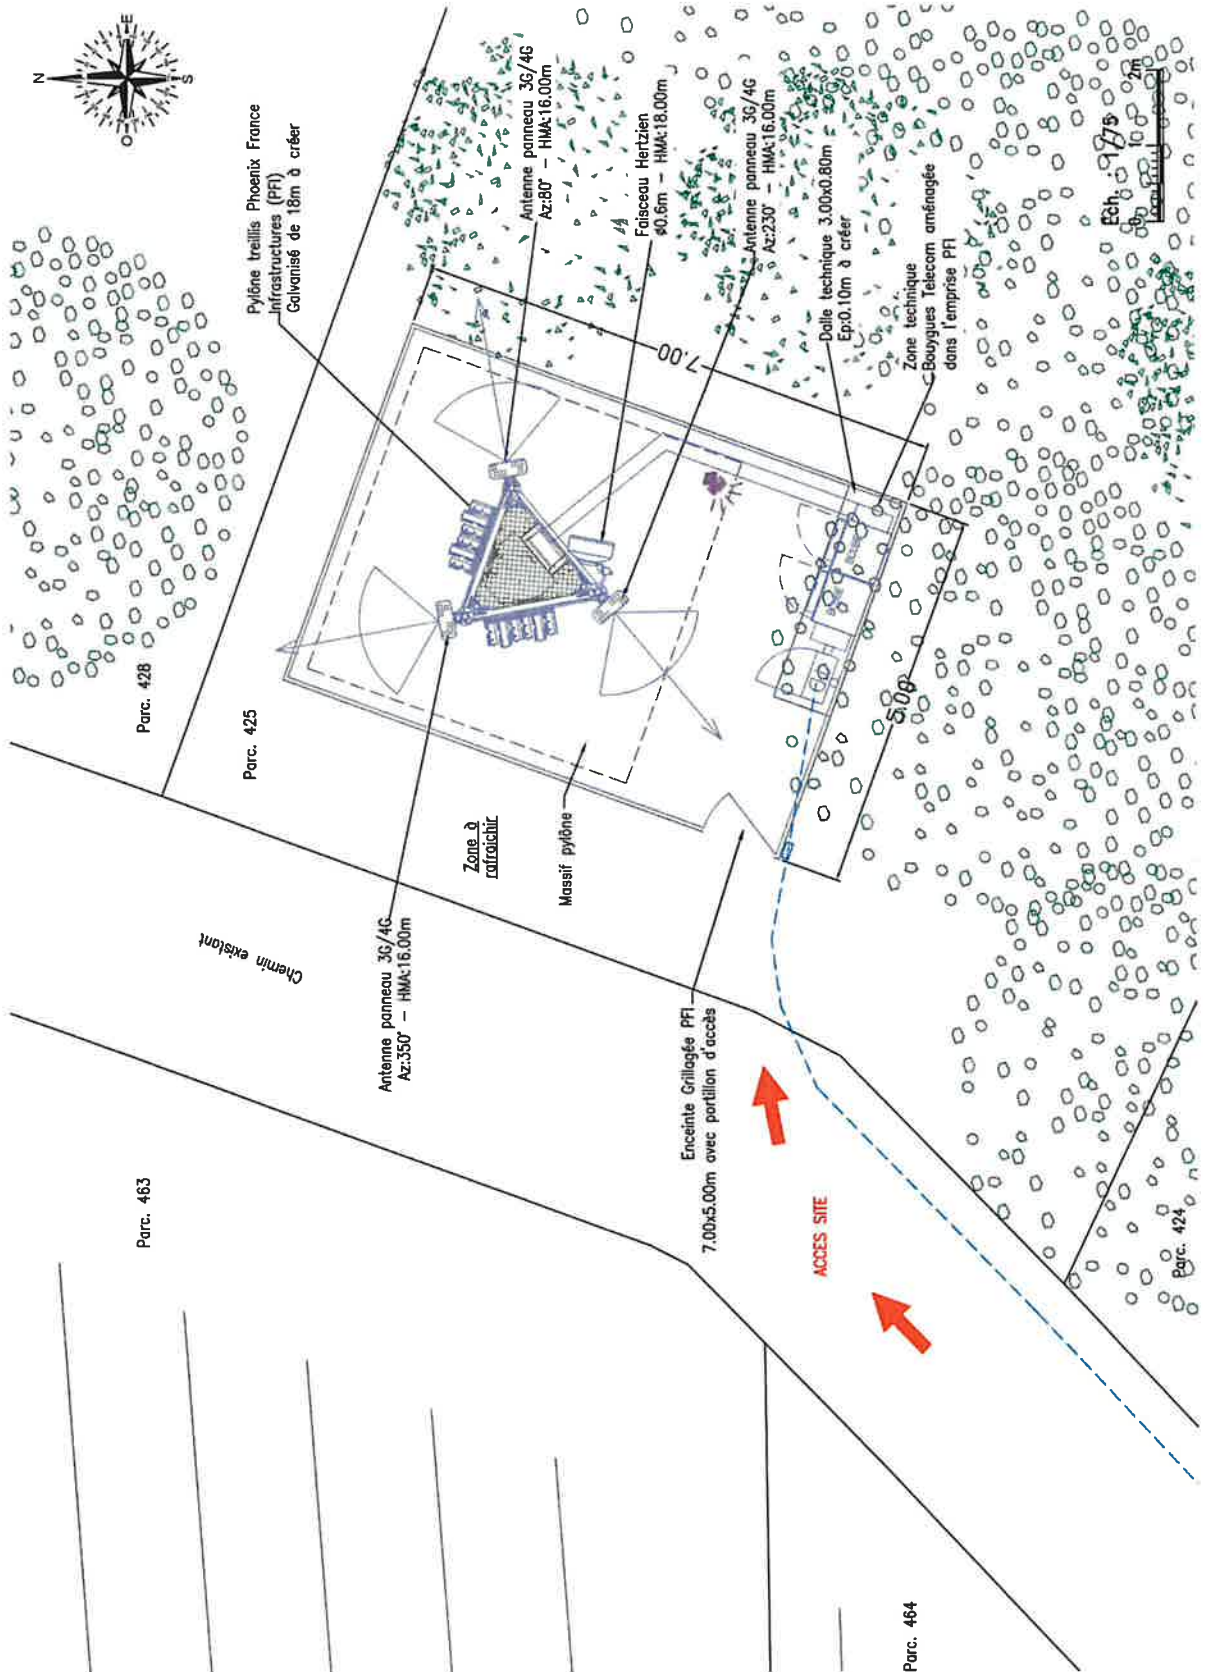 N
E
S
O
Pylône treillis Phoenix France
Infrastructures (PFI)
Galvanisé de 18m à créer
Antenne panneau 3G/4G
Az:80° – HMA:16.00m
Faisceau Hertzien
ø0.6m – HMA:18.00m
Antenne panneau 3G/4G
Az:230° – HMA:16.00m
Dalle technique 3.00x0.80m
Ep:0.10m à créer
Zone technique
Bouygues Telecom aménagée
dans l'emprise PFI
Ech.
0
2m
7.00
5.00
Parc. 428
Parc. 425
Zone à
rafraichir
Massif pylône
Chemin existant
Antenne panneau 3G/4G
Az:350° – HMA:16.00m
Enceinte Grillagée PFI
7.00x5.00m avec portillon d'accès
ACCES SITE
Parc. 463
Parc. 424
Parc. 464